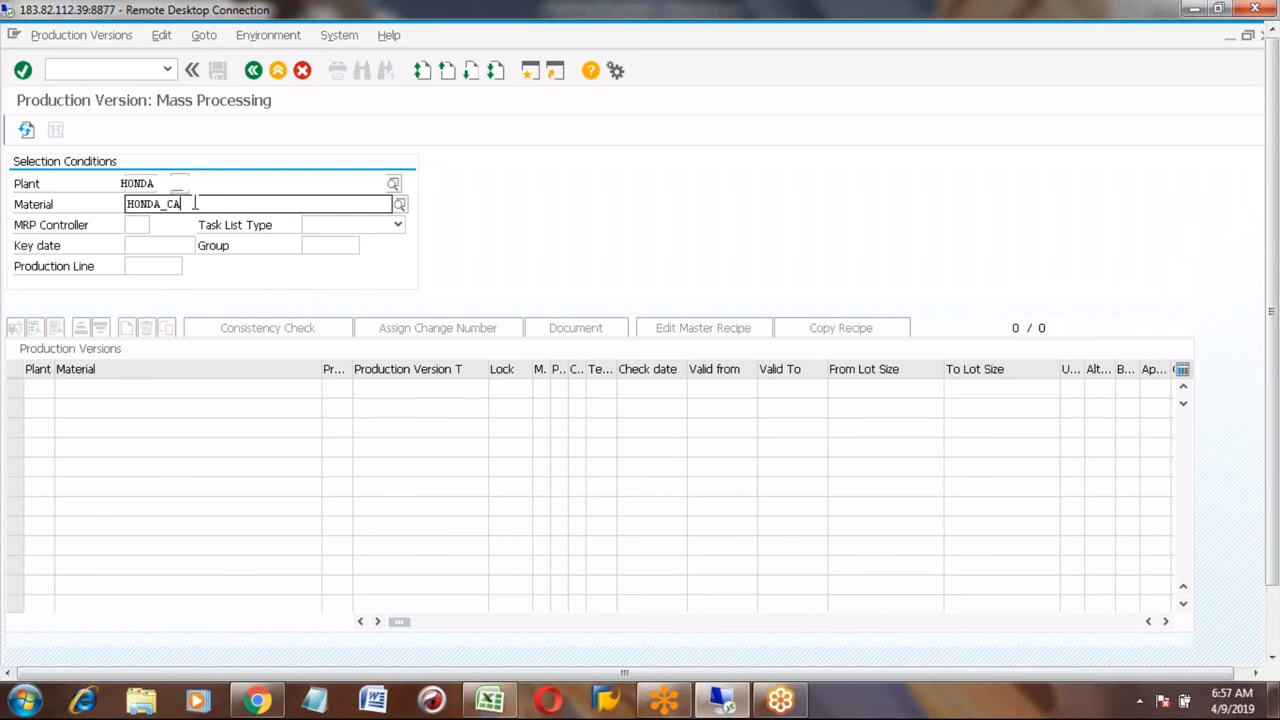 183.82.112.39:8877 - Remote Desktop Connection
Production Versions Edit Goto Environment System Help
Production Version: Mass Processing
Selection Conditions
Plant HONDA
Material HONDA_CA
MRP Controller Task List Type
Key date Group
Production Line
Consistency Check Assign Change Number Document Edit Master Recipe Copy Recipe 0 / 0
Production Versions
Plant Material Pr... Production Version T Lock M. P.. C.. Te... Check date Valid from Valid To From Lot Size To Lot Size U... Alt... B... Ap...
6:57 AM
4/9/2019